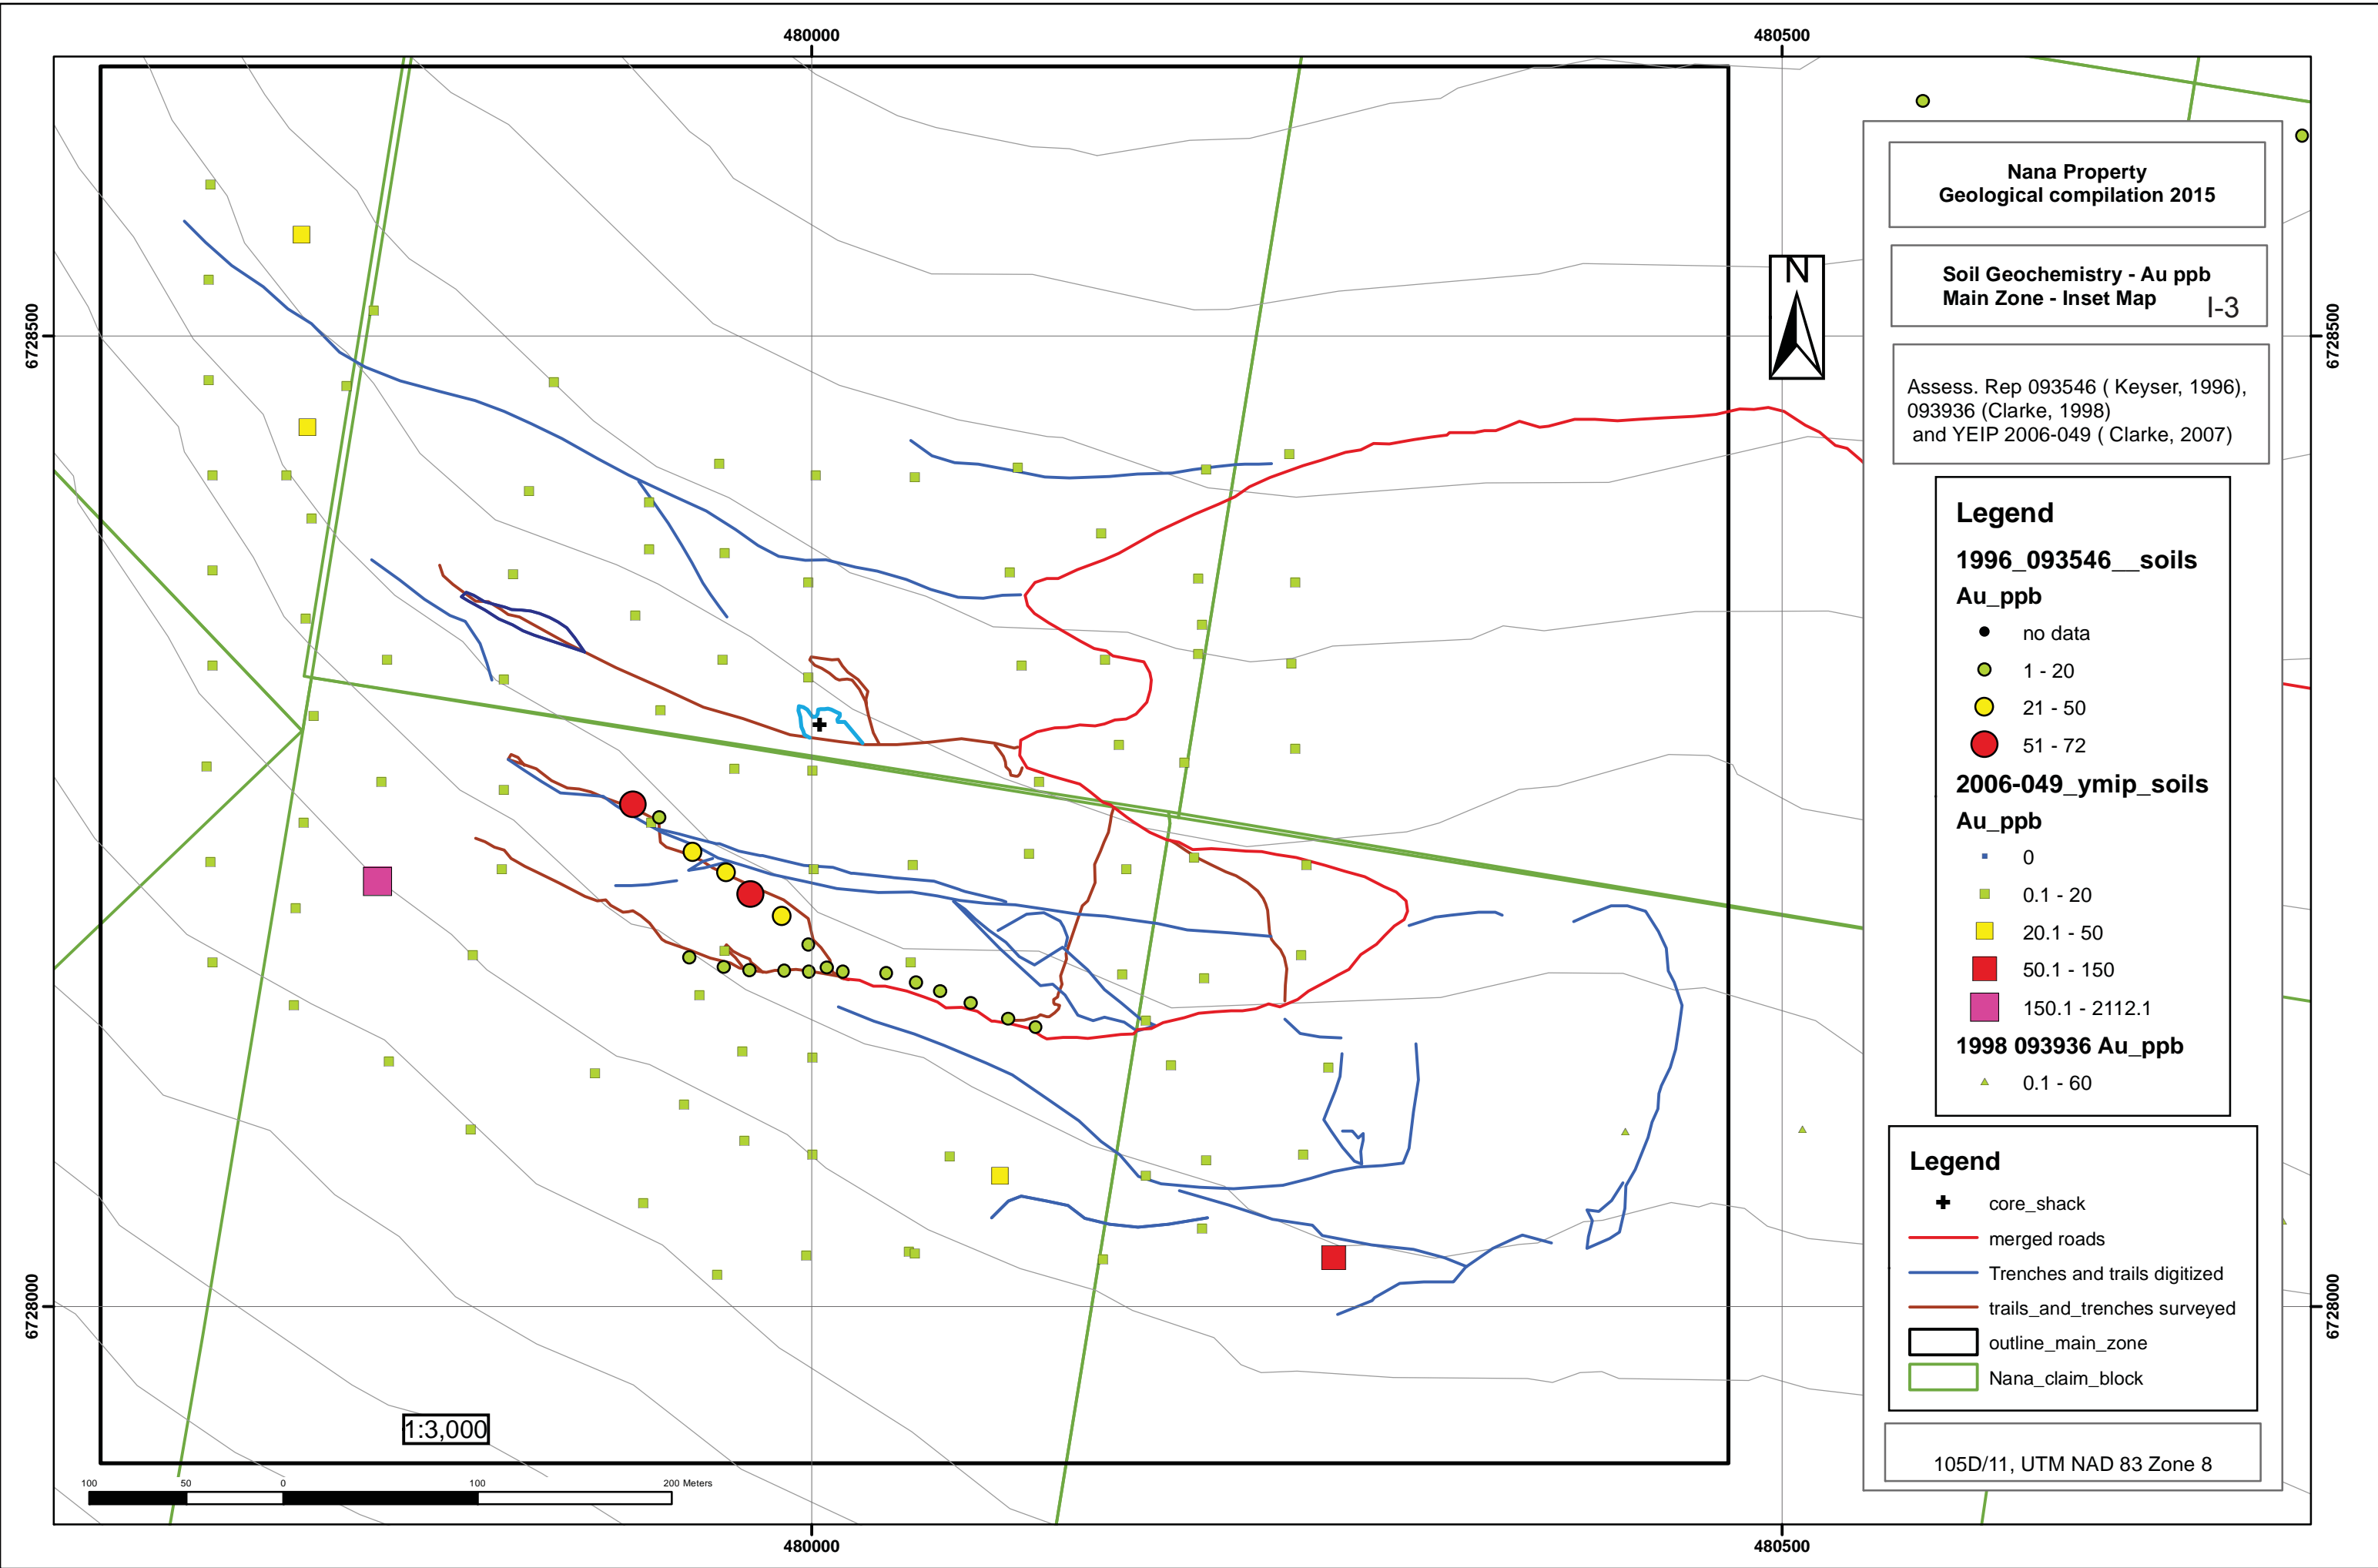 480000
480500
Nana Property
Geological compilation 2015
N
Soil Geochemistry - Au ppb
Main Zone - Inset Map
I-3
6728500
6728500
Assess. Rep 093546 ( Keyser, 1996),
093936 (Clarke, 1998)
and YEIP 2006-049 ( Clarke, 2007)
Legend
1996_093546__soils
Au_ppb
no data
1 - 20
21 - 50
51 - 72
2006-049_ymip_soils
Au_ppb
0
0.1 - 20
20.1 - 50
50.1 - 150
150.1 - 2112.1
1998 093936 Au_ppb
0.1 - 60
Legend
core_shack
merged roads
Trenches and trails digitized
trails_and_trenches surveyed
outline_main_zone
Nana_claim_block
6728000
6728000
1:3,000
105D/11, UTM NAD 83 Zone 8
100 50 0 100 200 Meters
480000
480500